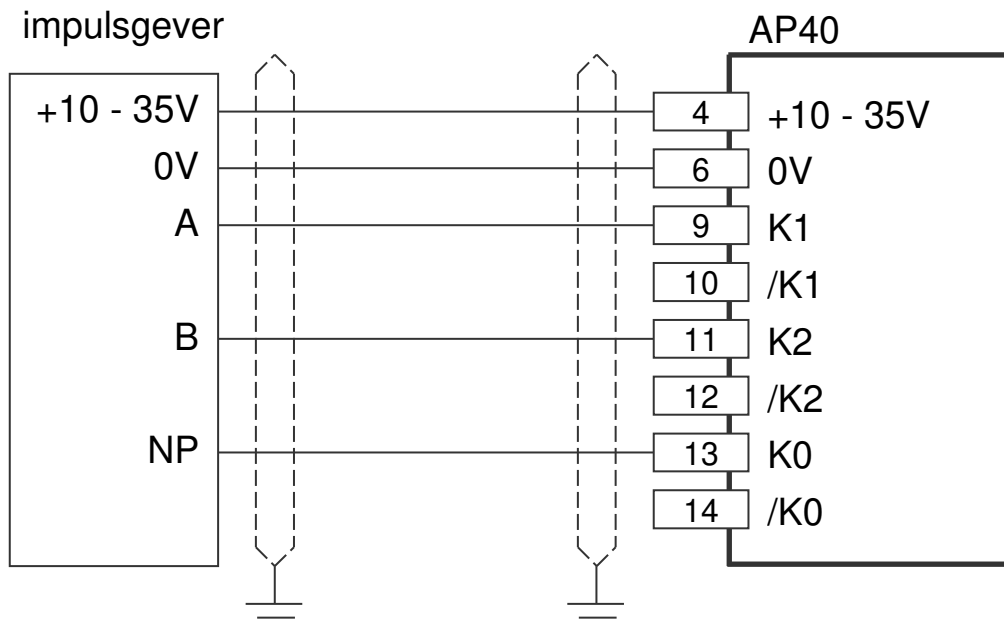 impulsgever
AP40
+10 - 35V 4 +10 - 35V
0V 6 0V
A 9 K1
10 /K1
B 11 K2
12 /K2
NP 13 K0
14 /K0